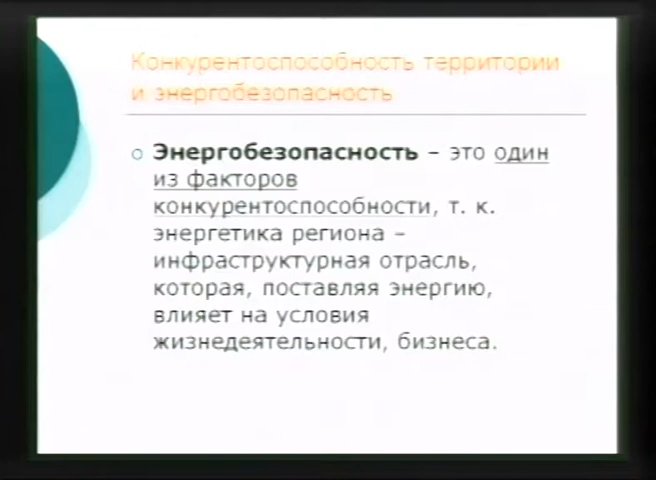 Конкурентоспособность территории
и энергобезопасность
Энергобезопасность – это один
из факторов
конкурентоспособности, т. к.
энергетика региона –
инфраструктурная отрасль,
которая, поставляя энергию,
влияет на условия
жизнедеятельности, бизнеса.